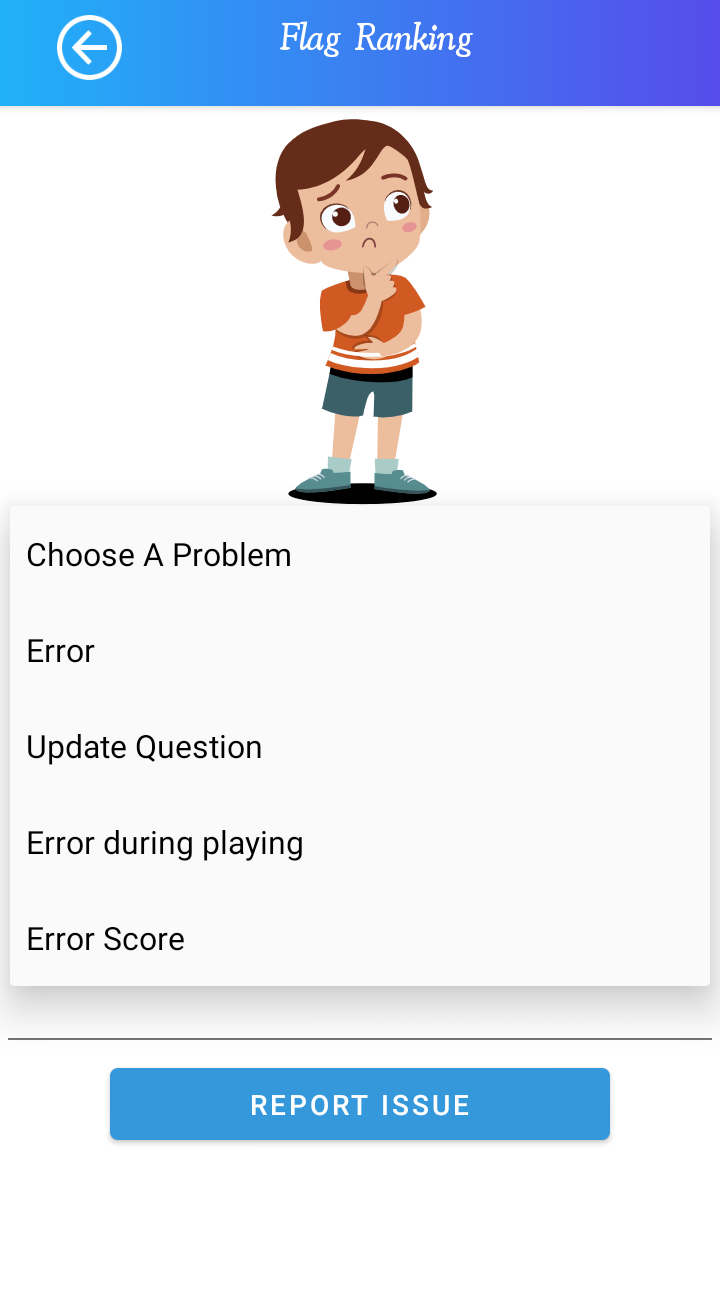 Flag Ranking
Choose A Problem
Error
Update Question
Error during playing
Error Score
REPORT ISSUE